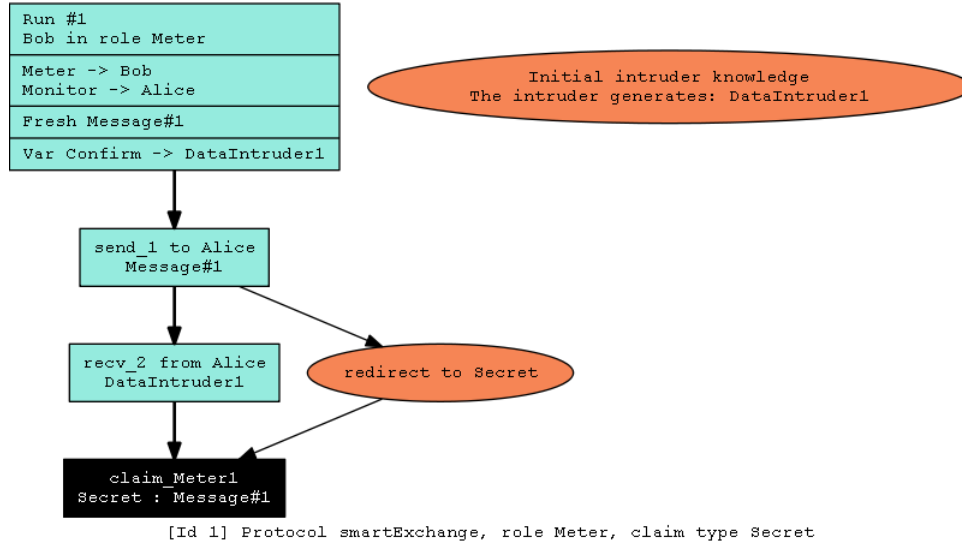 Run #1
Bob in role Meter
Meter -> Bob
Monitor -> Alice
Fresh Message#1
Var Confirm -> DataIntruder1
Initial intruder knowledge
The intruder generates: DataIntruder1
send_1 to Alice
Message#1
recv_2 from Alice
DataIntruder1
redirect to Secret
claim_Meter1
Secret : Message#1
[Id 1] Protocol smartExchange, role Meter, claim type Secret